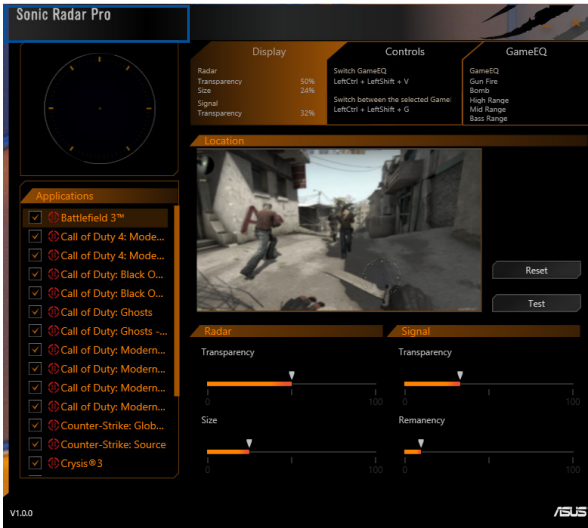 Sonic Radar Pro
Display
Radar
Transparency 50%
Size 24%
Signal
Transparency 32%
Controls
Switch GameEQ
LeftCtrl + LeftShift + V
Switch between the selected Game
LeftCtrl + LeftShift + G
GameEQ
GameEQ
Gun Fire
Bomb
High Range
Mid Range
Bass Range
Location
Applications
Battlefield 3™
Call of Duty 4: Mode...
Call of Duty 4: Mode...
Call of Duty: Black O...
Call of Duty: Black O...
Call of Duty: Ghosts
Call of Duty: Ghosts -...
Call of Duty: Modern...
Call of Duty: Modern...
Call of Duty: Modern...
Call of Duty: Modern...
Counter-Strike: Glob...
Counter-Strike: Source
Crysis®3
Reset
Test
Radar
Transparency
0 100
Size
0 100
Signal
Transparency
0 100
Remanency
0 100
V1.0.0
ASUS